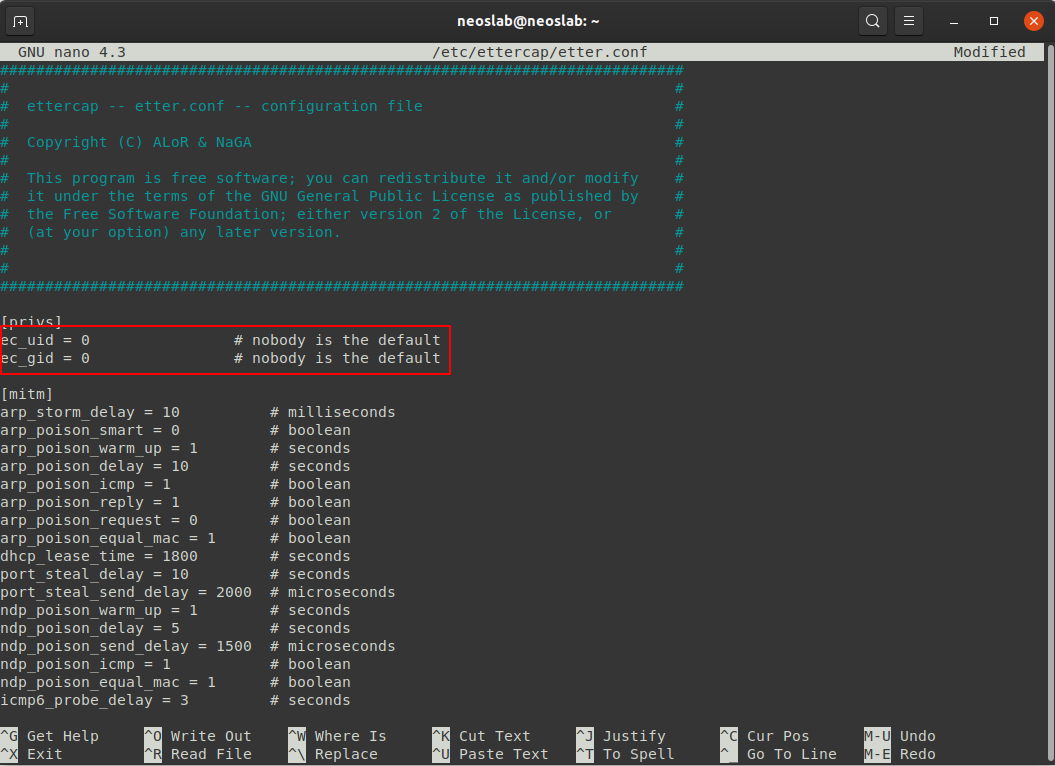 neoslab@neoslab: ~
GNU nano 4.3 /etc/ettercap/etter.conf Modified
############################################################################
# #
# ettercap -- etter.conf -- configuration file #
# #
# Copyright (C) ALoR & NaGA #
# #
# This program is free software; you can redistribute it and/or modify #
# it under the terms of the GNU General Public License as published by #
# the Free Software Foundation; either version 2 of the License, or #
# (at your option) any later version. #
# #
# #
############################################################################
[privs]
ec_uid = 0 # nobody is the default
ec_gid = 0 # nobody is the default
[mitm]
arp_storm_delay = 10 # milliseconds
arp_poison_smart = 0 # boolean
arp_poison_warm_up = 1 # seconds
arp_poison_delay = 10 # seconds
arp_poison_icmp = 1 # boolean
arp_poison_reply = 1 # boolean
arp_poison_request = 0 # boolean
arp_poison_equal_mac = 1 # boolean
dhcp_lease_time = 1800 # seconds
port_steal_delay = 10 # seconds
port_steal_send_delay = 2000 # microseconds
ndp_poison_warm_up = 1 # seconds
ndp_poison_delay = 5 # seconds
ndp_poison_send_delay = 1500 # microseconds
ndp_poison_icmp = 1 # boolean
ndp_poison_equal_mac = 1 # boolean
icmp6_probe_delay = 3 # seconds
^G Get Help ^O Write Out ^W Where Is ^K Cut Text ^J Justify ^C Cur Pos M-U Undo
^X Exit ^R Read File ^\ Replace ^U Paste Text ^T To Spell ^_ Go To Line M-E Redo